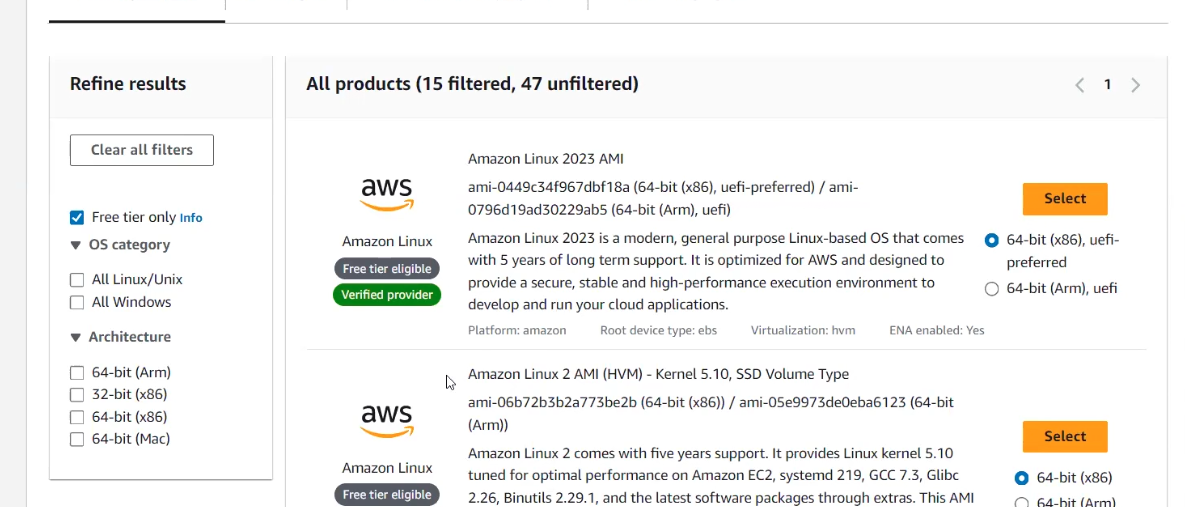 Refine results
Clear all filters
Free tier only Info
OS category
All Linux/Unix
All Windows
Architecture
64-bit (Arm)
32-bit (x86)
64-bit (x86)
64-bit (Mac)
All products (15 filtered, 47 unfiltered)
1
aws
Amazon Linux
Free tier eligible
Verified provider
Amazon Linux 2023 AMI
ami-0449c34f967dbf18a (64-bit (x86), uefi-preferred) / ami-
0796d19ad30229ab5 (64-bit (Arm), uefi)
Amazon Linux 2023 is a modern, general purpose Linux-based OS that comes
with 5 years of long term support. It is optimized for AWS and designed to
provide a secure, stable and high-performance execution environment to
develop and run your cloud applications.
Platform: amazon Root device type: ebs Virtualization: hvm ENA enabled: Yes
Select
64-bit (x86), uefi-
preferred
64-bit (Arm), uefi
aws
Amazon Linux
Free tier eligible
Amazon Linux 2 AMI (HVM) - Kernel 5.10, SSD Volume Type
ami-06b72b3b2a773be2b (64-bit (x86)) / ami-05e9973de0eba6123 (64-bit
(Arm))
Amazon Linux 2 comes with five years support. It provides Linux kernel 5.10
tuned for optimal performance on Amazon EC2, systemd 219, GCC 7.3, Glibc
2.26, Binutils 2.29.1, and the latest software packages through extras. This AMI
Select
64-bit (x86)
64-bit (Arm)